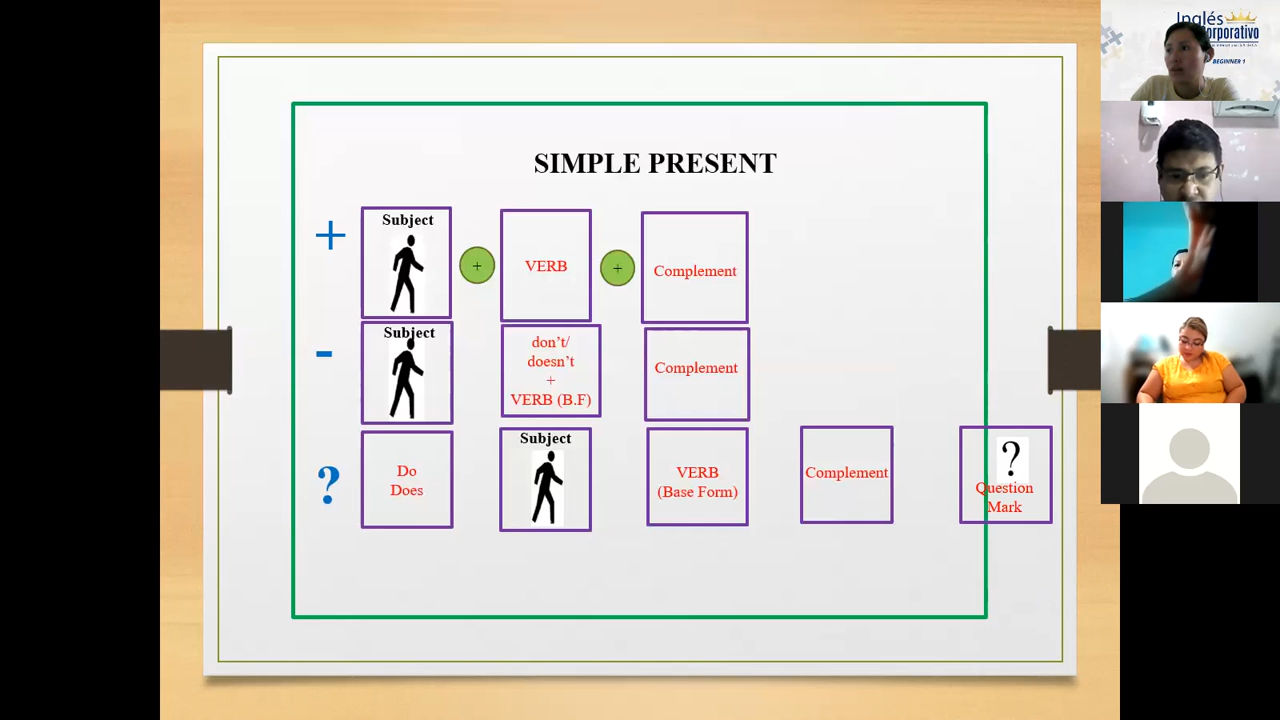 SIMPLE PRESENT
+
Subject
+
VERB
+
Complement
-
Subject
don't/
doesn't
+
VERB (B.F)
Complement
?
Do
Does
Subject
VERB
(Base Form)
Complement
?
Question
Mark
Inglés
BEGINNER 1